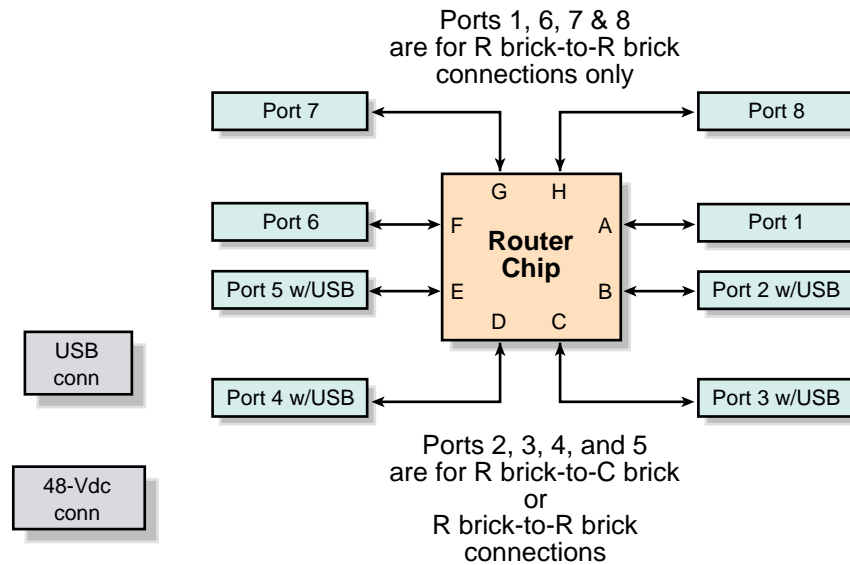 Ports 1, 6, 7 & 8
are for R brick-to-R brick
connections only
Port 7
Port 8
G
H
Port 6
F
Router
Chip
A
Port 1
Port 5 w/USB
E
B
Port 2 w/USB
D
C
USB
conn
Port 4 w/USB
Port 3 w/USB
Ports 2, 3, 4, and 5
are for R brick-to-C brick
or
R brick-to-R brick
connections
48-Vdc
conn